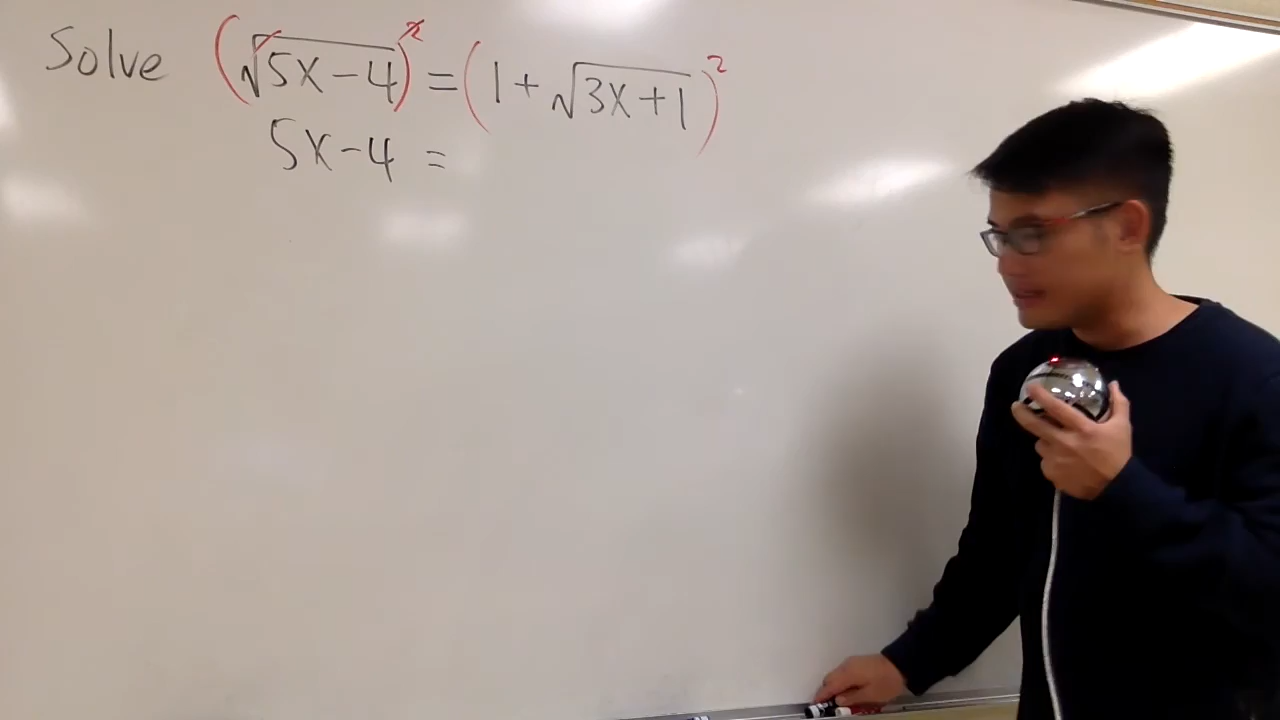 Solve (√5x-4)² = (1+√3x+1)²
5x-4 =